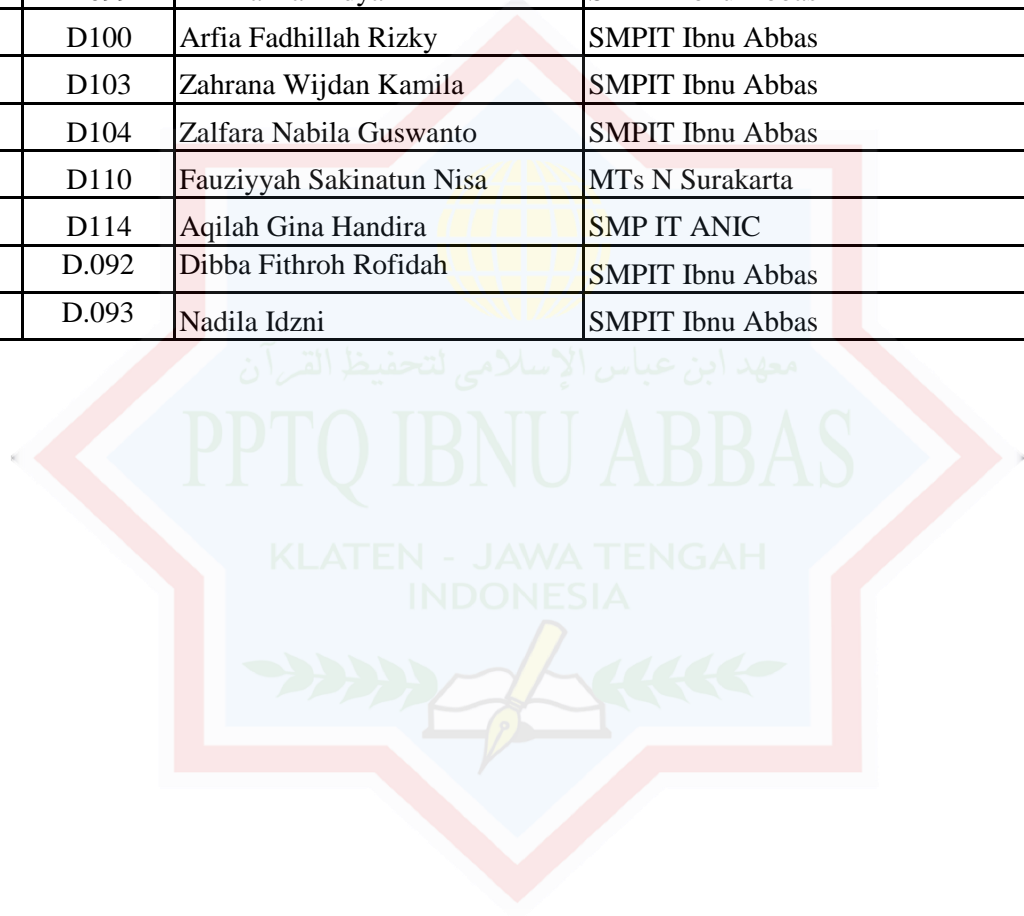 D100 Arfia Fadhillah Rizky SMPIT Ibnu Abbas
D103 Zahrana Wijdan Kamila SMPIT Ibnu Abbas
D104 Zalfara Nabila Guswanto SMPIT Ibnu Abbas
D110 Fauziyyah Sakinatun Nisa MTs N Surakarta
D114 Aqilah Gina Handira SMP IT ANIC
D.092 Dibba Fithroh Rofidah SMPIT Ibnu Abbas
D.093 Nadila Idzni SMPIT Ibnu Abbas
معهد ابن عباس الإسلامي لتحفيظ القرآن
PPTQ IBNU ABBAS
KLATEN - JAWA TENGAH
INDONESIA